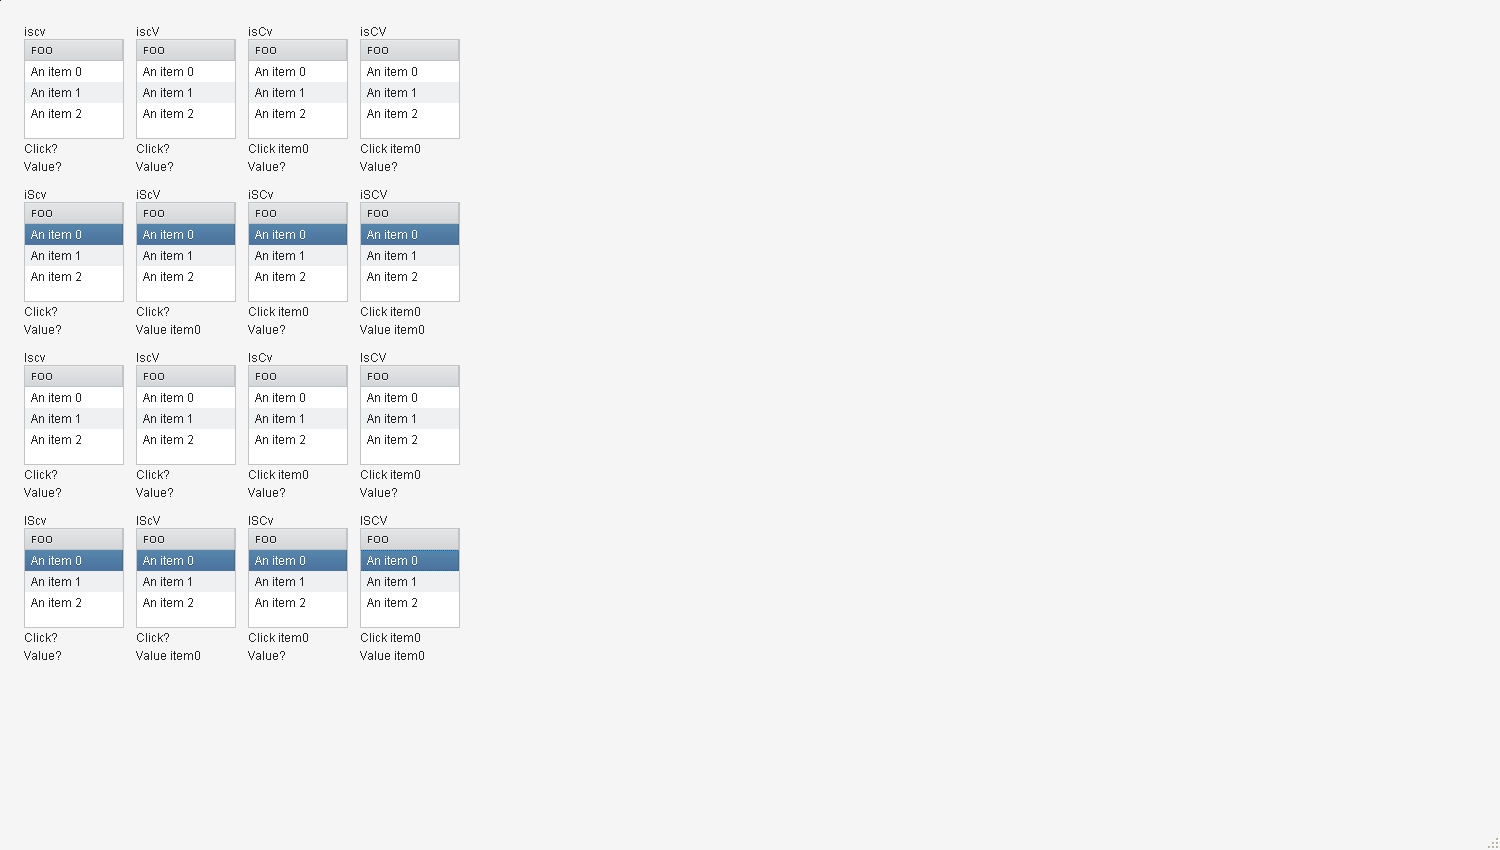 iscv iscV isCv isCV
FOO FOO FOO FOO
An item 0 An item 0 An item 0 An item 0
An item 1 An item 1 An item 1 An item 1
An item 2 An item 2 An item 2 An item 2
Click? Click? Click item0 Click item0
Value? Value? Value? Value?
iScv iScV iSCv iSCV
FOO FOO FOO FOO
An item 0 An item 0 An item 0 An item 0
An item 1 An item 1 An item 1 An item 1
An item 2 An item 2 An item 2 An item 2
Click? Click? Click item0 Click item0
Value? Value item0 Value? Value item0
Iscv IscV IsCv IsCV
FOO FOO FOO FOO
An item 0 An item 0 An item 0 An item 0
An item 1 An item 1 An item 1 An item 1
An item 2 An item 2 An item 2 An item 2
Click? Click? Click item0 Click item0
Value? Value? Value? Value?
IScv IScV ISCv ISCV
FOO FOO FOO FOO
An item 0 An item 0 An item 0 An item 0
An item 1 An item 1 An item 1 An item 1
An item 2 An item 2 An item 2 An item 2
Click? Click? Click item0 Click item0
Value? Value item0 Value? Value item0